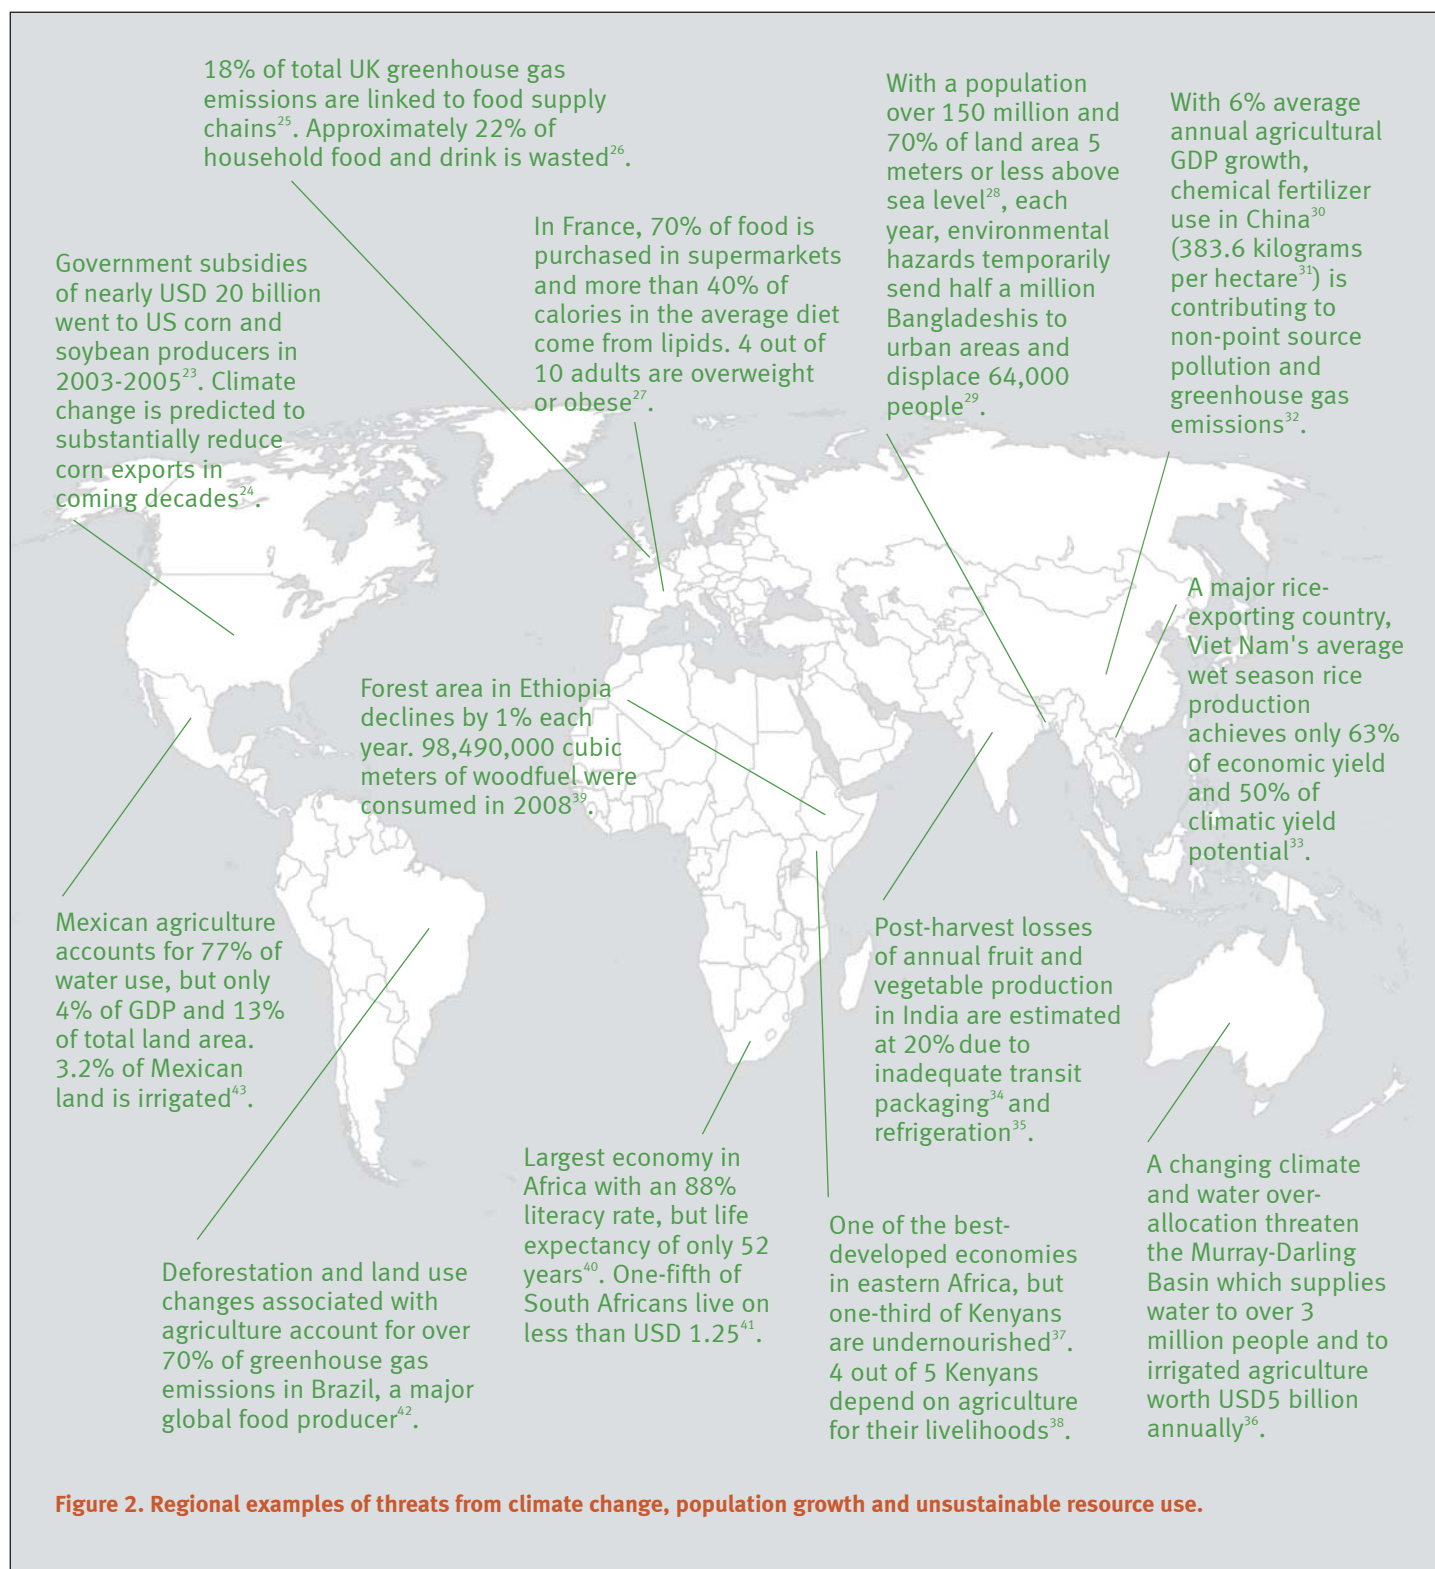 18% of total UK greenhouse gas
emissions are linked to food supply
chains²⁵. Approximately 22% of
household food and drink is wasted²⁶.
With a population
over 150 million and
70% of land area 5
meters or less above
sea level²⁸, each
year, environmental
hazards temporarily
send half a million
Bangladeshis to
urban areas and
displace 64,000
people²⁹.
With 6% average
annual agricultural
GDP growth,
chemical fertilizer
use in China³⁰
(383.6 kilograms
per hectare³¹) is
contributing to
non-point source
pollution and
greenhouse gas
emissions³².
In France, 70% of food is
purchased in supermarkets
and more than 40% of
calories in the average diet
come from lipids. 4 out of
10 adults are overweight
or obese²⁷.
Government subsidies
of nearly USD 20 billion
went to US corn and
soybean producers in
2003-2005²³. Climate
change is predicted to
substantially reduce
corn exports in
coming decades²⁴.
A major rice-
exporting country,
Viet Nam's average
wet season rice
production
achieves only 63%
of economic yield
and 50% of
climatic yield
potential³³.
Forest area in Ethiopia
declines by 1% each
year. 98,490,000 cubic
meters of woodfuel were
consumed in 2008³⁹.
Mexican agriculture
accounts for 77% of
water use, but only
4% of GDP and 13%
of total land area.
3.2% of Mexican
land is irrigated⁴³.
Post-harvest losses
of annual fruit and
vegetable production
in India are estimated
at 20% due to
inadequate transit
packaging³⁴ and
refrigeration³⁵.
Largest economy in
Africa with an 88%
literacy rate, but life
expectancy of only 52
years⁴⁰. One-fifth of
South Africans live on
less than USD 1.25⁴¹.
A changing climate
and water over-
allocation threaten
the Murray-Darling
Basin which supplies
water to over 3
million people and to
irrigated agriculture
worth USD5 billion
annually³⁶.
One of the best-
developed economies
in eastern Africa, but
one-third of Kenyans
are undernourished³⁷.
4 out of 5 Kenyans
depend on agriculture
for their livelihoods³⁸.
Deforestation and land use
changes associated with
agriculture account for over
70% of greenhouse gas
emissions in Brazil, a major
global food producer⁴².
Figure 2. Regional examples of threats from climate change, population growth and unsustainable resource use.